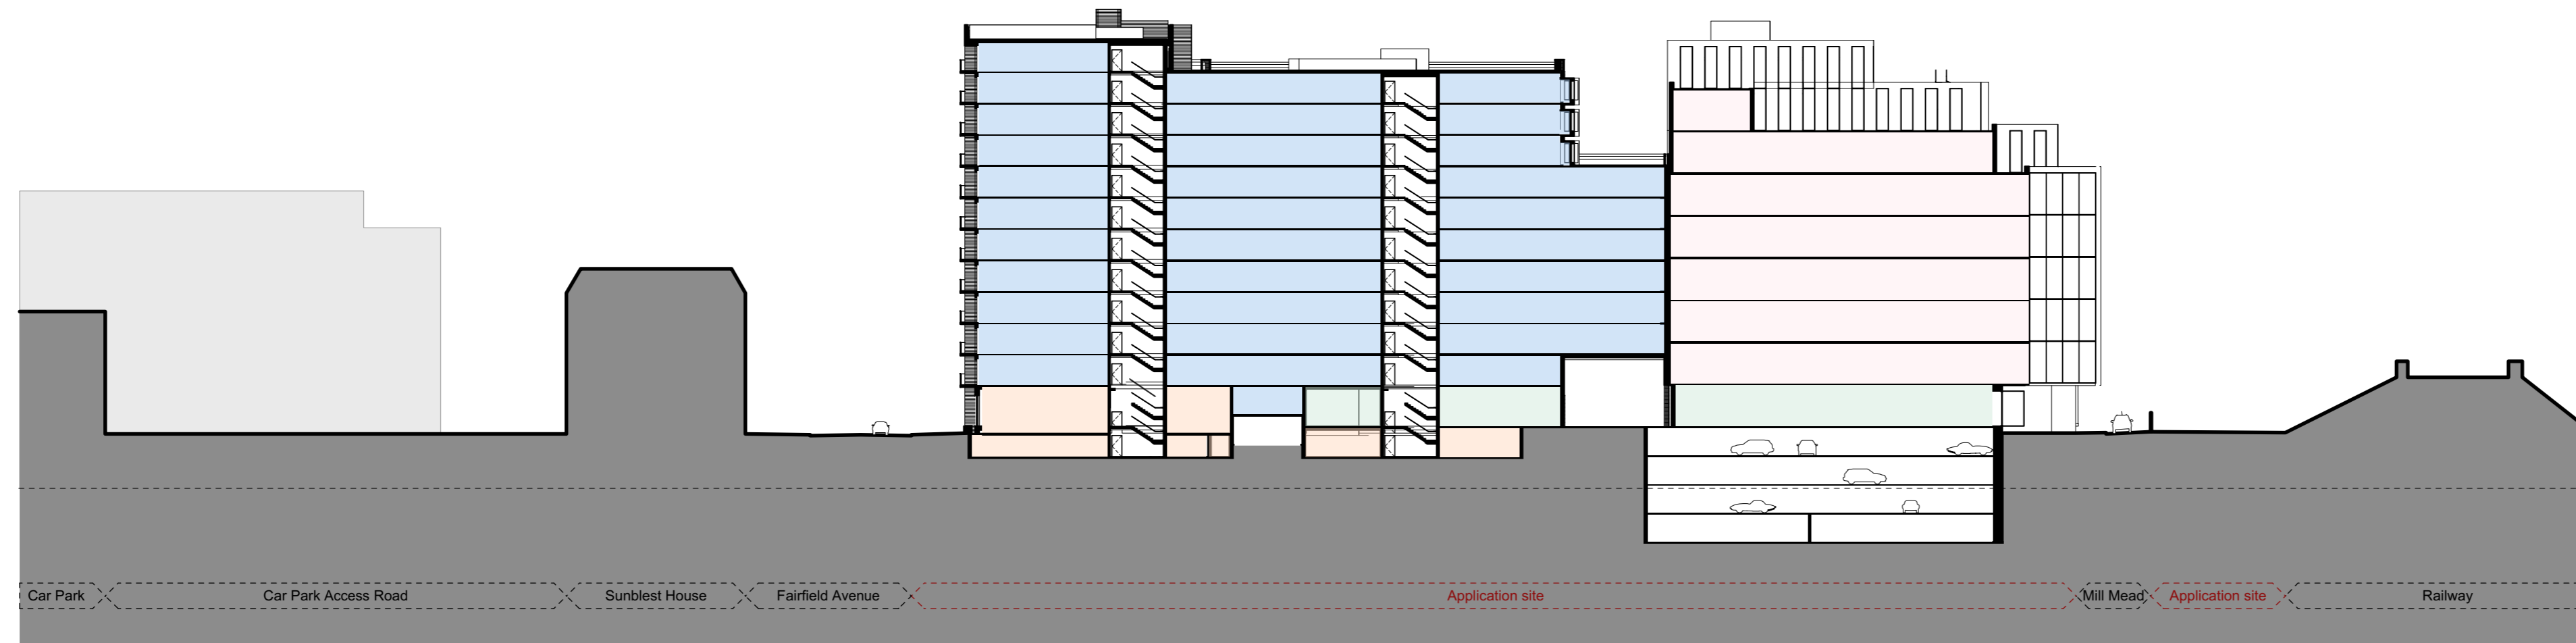 Car Park
Car Park Access Road
Sunblest House
Fairfield Avenue
Application site
Mill Mead
Application site
Railway